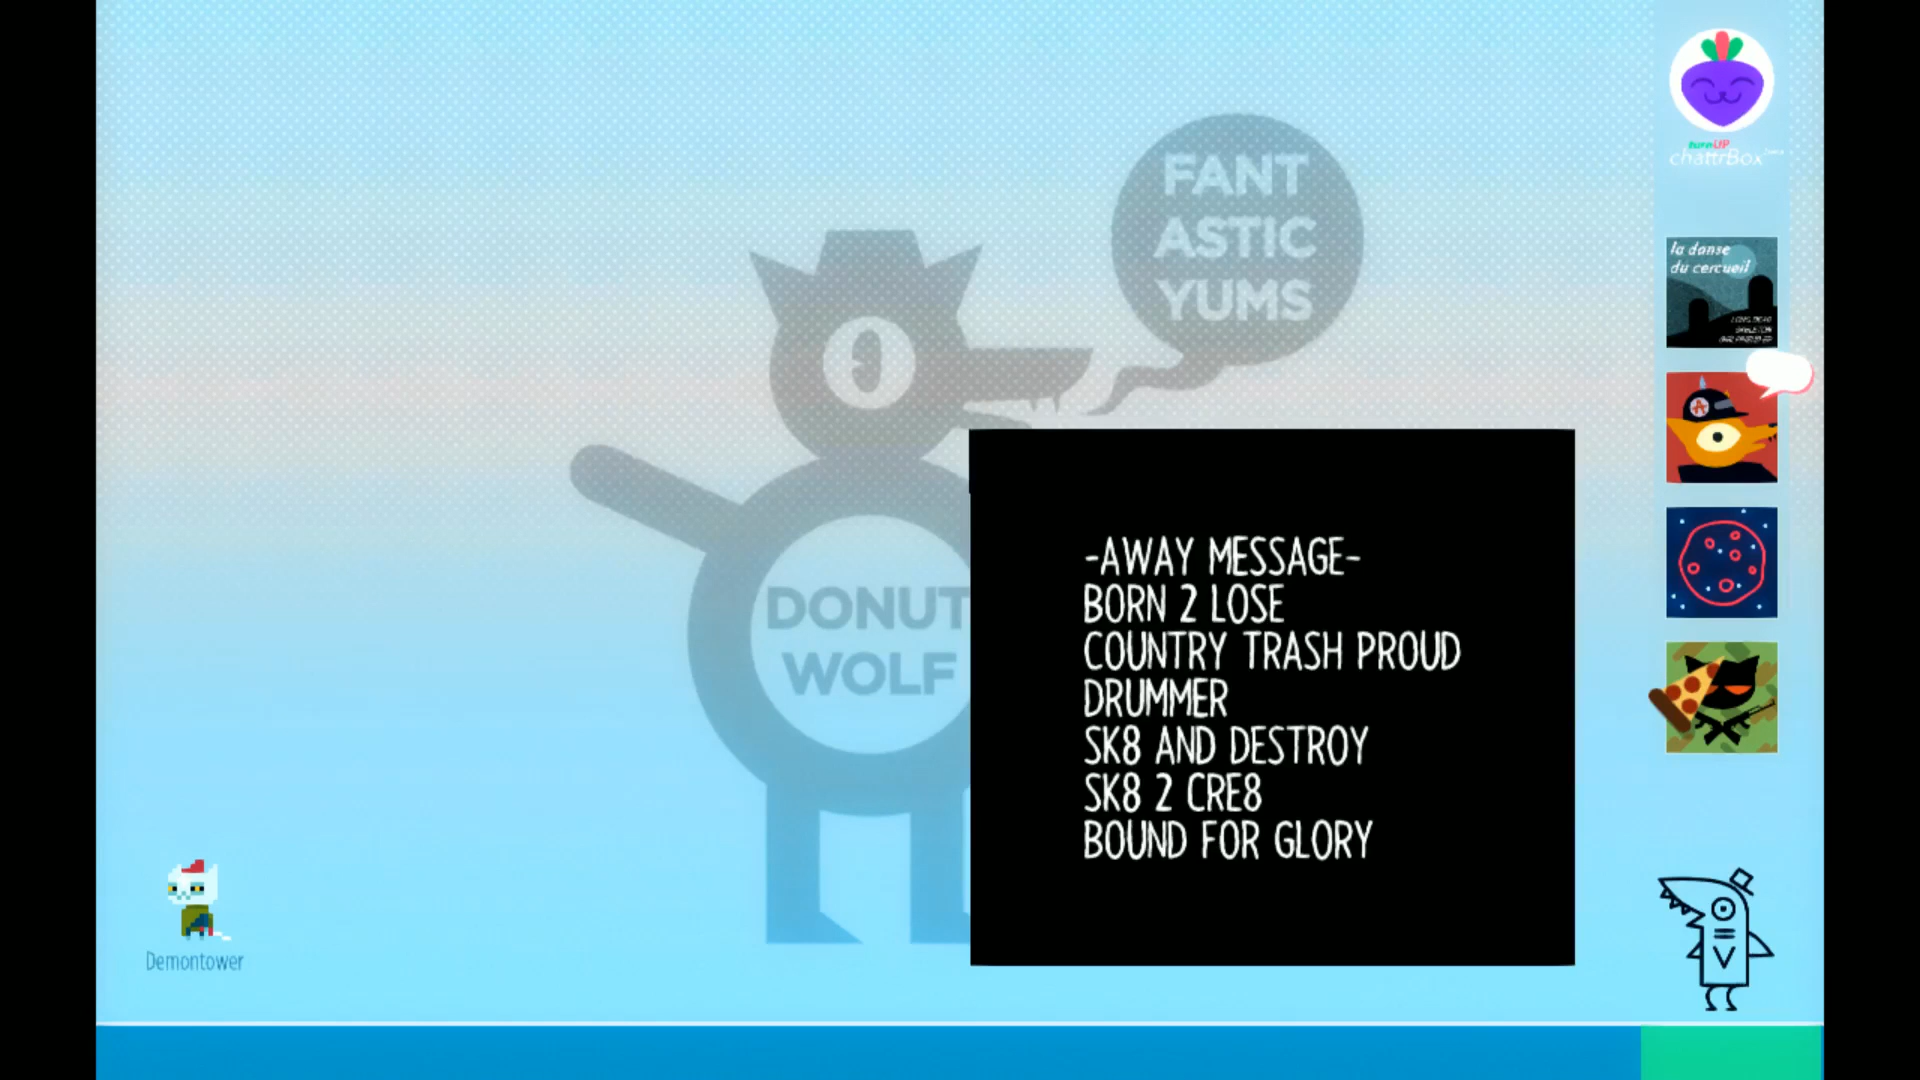 FANT
ASTIC
YUMS
DONUT
WOLF
-AWAY MESSAGE-
BORN 2 LOSE
COUNTRY TRASH PROUD
DRUMMER
SK8 AND DESTROY
SK8 2 CRE8
BOUND FOR GLORY
Demontower
turnUP
chattrBox
la danse
du cercueil